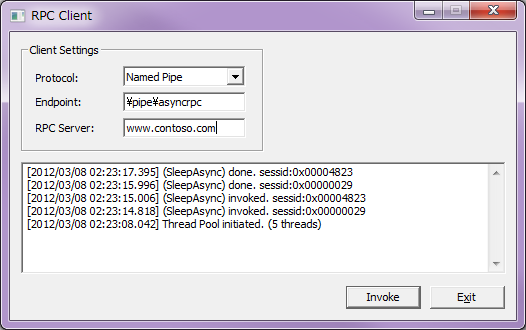 RPC Client
Client Settings
Protocol: Named Pipe
Endpoint: ¥pipe¥asyncrpc
RPC Server: www.contoso.com
[2012/03/08 02:23:17.395] (SleepAsync) done. sessid:0x00004823
[2012/03/08 02:23:15.996] (SleepAsync) done. sessid:0x00000029
[2012/03/08 02:23:15.006] (SleepAsync) invoked. sessid:0x00004823
[2012/03/08 02:23:14.818] (SleepAsync) invoked. sessid:0x00000029
[2012/03/08 02:23:08.042] Thread Pool initiated. (5 threads)
Invoke Exit